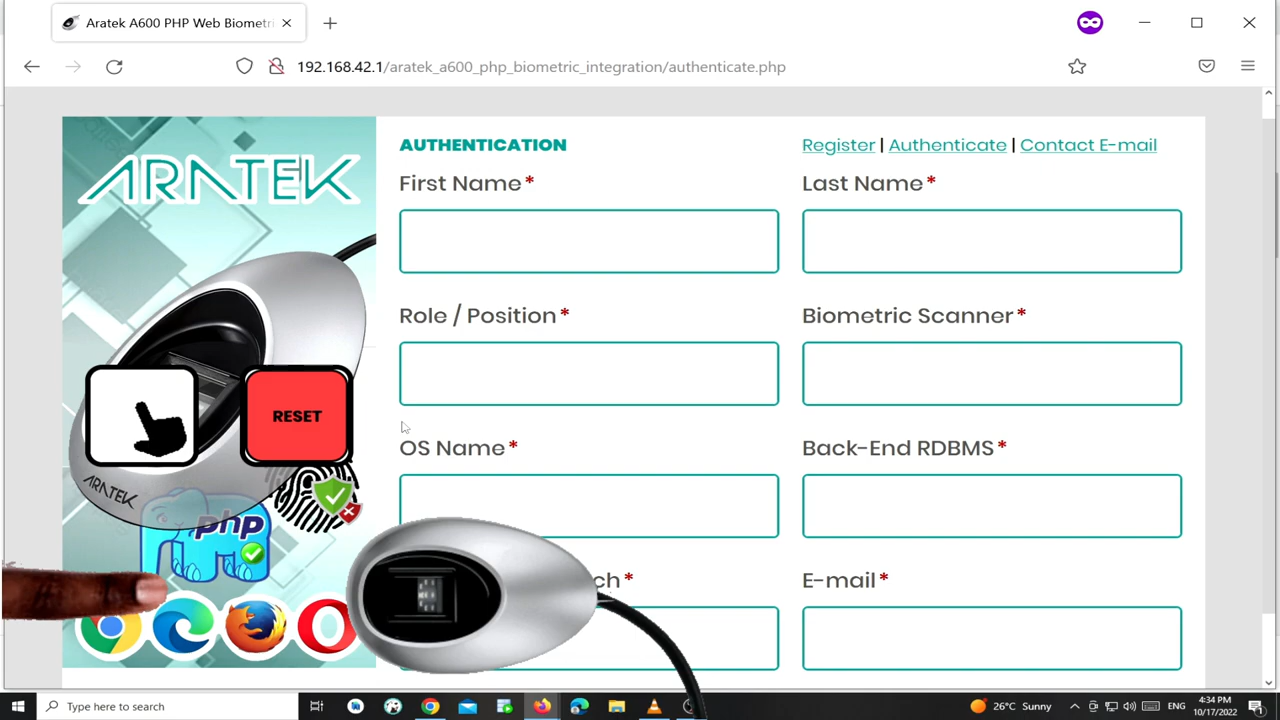 Aratek A600 PHP Web Biometri
192.168.42.1/aratek_a600_php_biometric_integration/authenticate.php
ARATEK
AUTHENTICATION
Register | Authenticate | Contact E-mail
First Name *
Last Name *
Role / Position *
Biometric Scanner *
RESET
OS Name *
Back-End RDBMS *
ARATEK
php
ch *
E-mail *
Type here to search
26°C Sunny
ENG
4:34 PM
10/17/2022
1